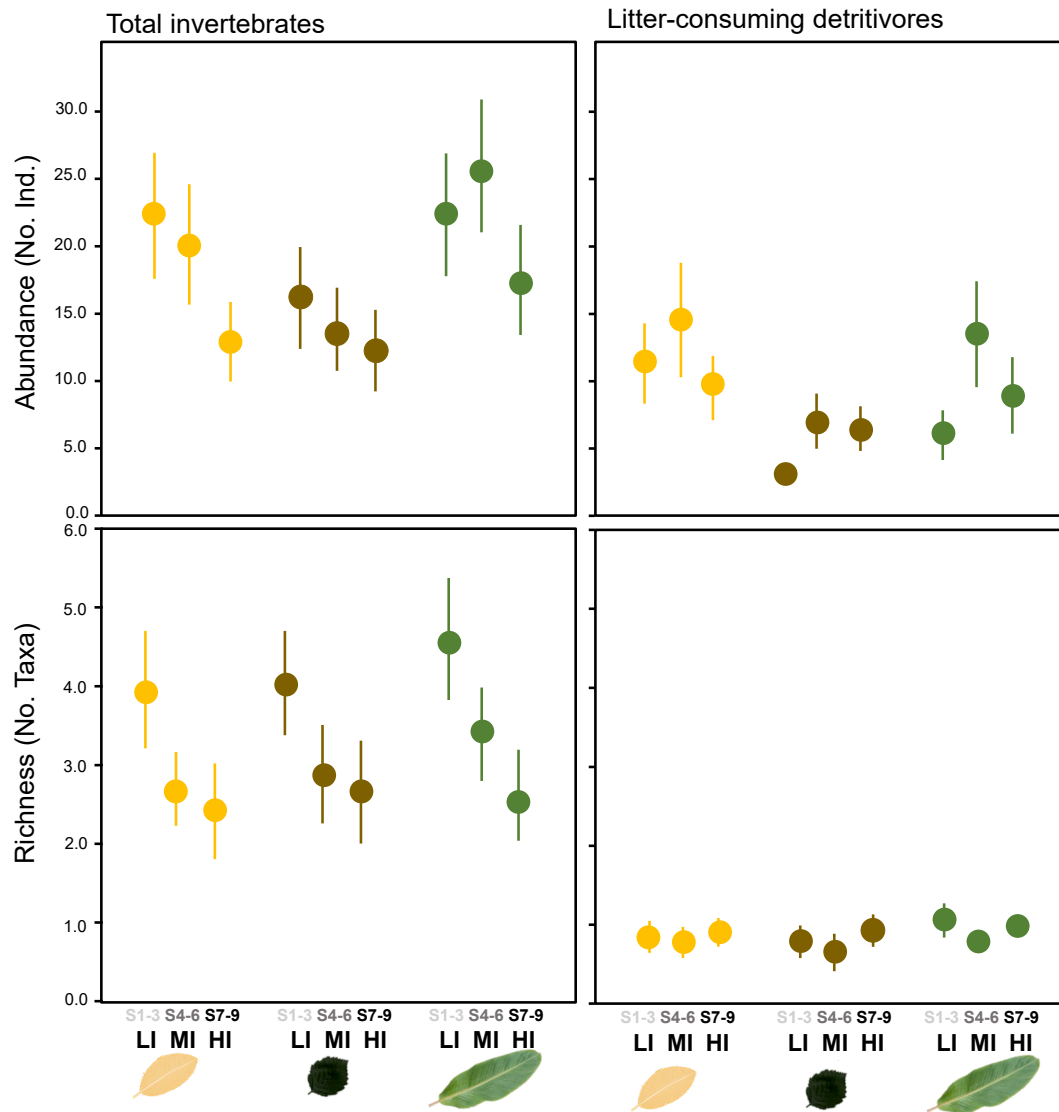 Total invertebrates
Litter-consuming detritivores
Abundance (No. Ind.)
30.0
25.0
20.0
15.0
10.0
5.0
0.0
Richness (No. Taxa)
6.0
5.0
4.0
3.0
2.0
1.0
0.0
S1-3 S4-6 S7-9 S1-3 S4-6 S7-9 S1-3 S4-6 S7-9 S1-3 S4-6 S7-9 S1-3 S4-6 S7-9 S1-3 S4-6 S7-9
LI MI HI LI MI HI LI MI HI LI MI HI LI MI HI LI MI HI